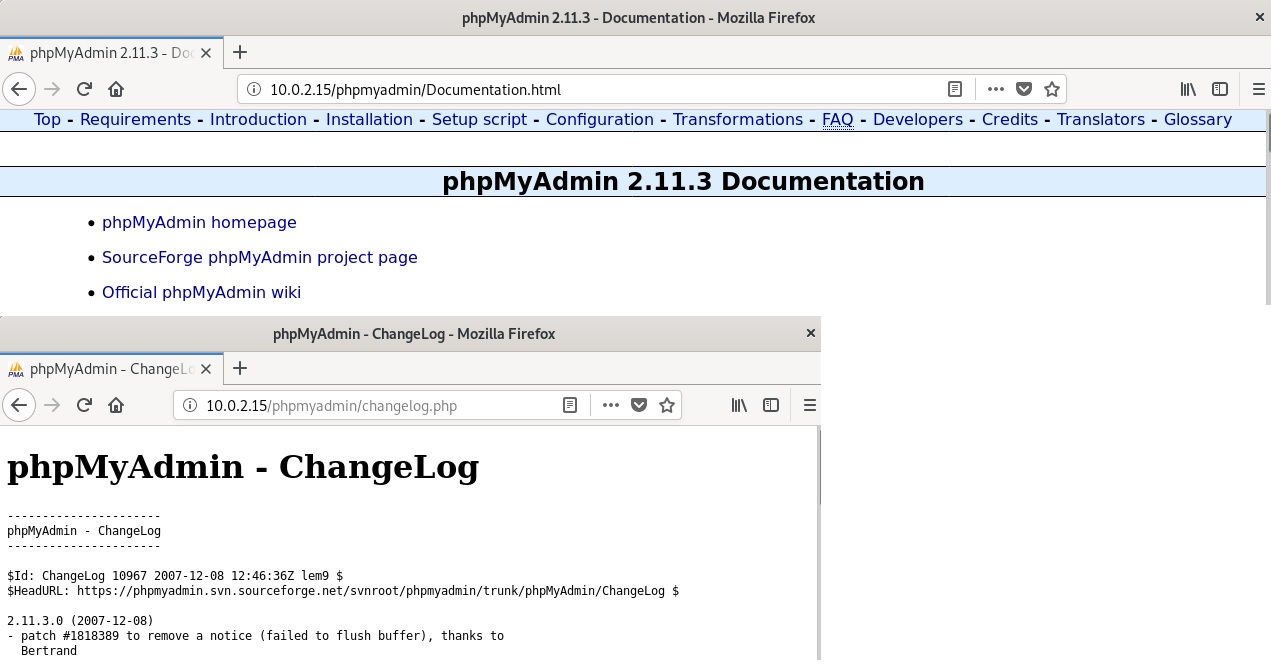 phpMyAdmin 2.11.3 - Documentation - Mozilla Firefox
phpMyAdmin 2.11.3 - Doc
10.0.2.15/phpmyadmin/Documentation.html
Top - Requirements - Introduction - Installation - Setup script - Configuration - Transformations - FAQ - Developers - Credits - Translators - Glossary
phpMyAdmin 2.11.3 Documentation
• phpMyAdmin homepage
• SourceForge phpMyAdmin project page
• Official phpMyAdmin wiki
phpMyAdmin - ChangeLog - Mozilla Firefox
phpMyAdmin - ChangeLo
10.0.2.15/phpmyadmin/changelog.php
phpMyAdmin - ChangeLog
----------------------
phpMyAdmin - ChangeLog
----------------------
$Id: ChangeLog 10967 2007-12-08 12:46:36Z lem9 $
$HeadURL: https://phpmyadmin.svn.sourceforge.net/svnroot/phpmyadmin/trunk/phpMyAdmin/ChangeLog $
2.11.3.0 (2007-12-08)
- patch #1818389 to remove a notice (failed to flush buffer), thanks to
Bertrand